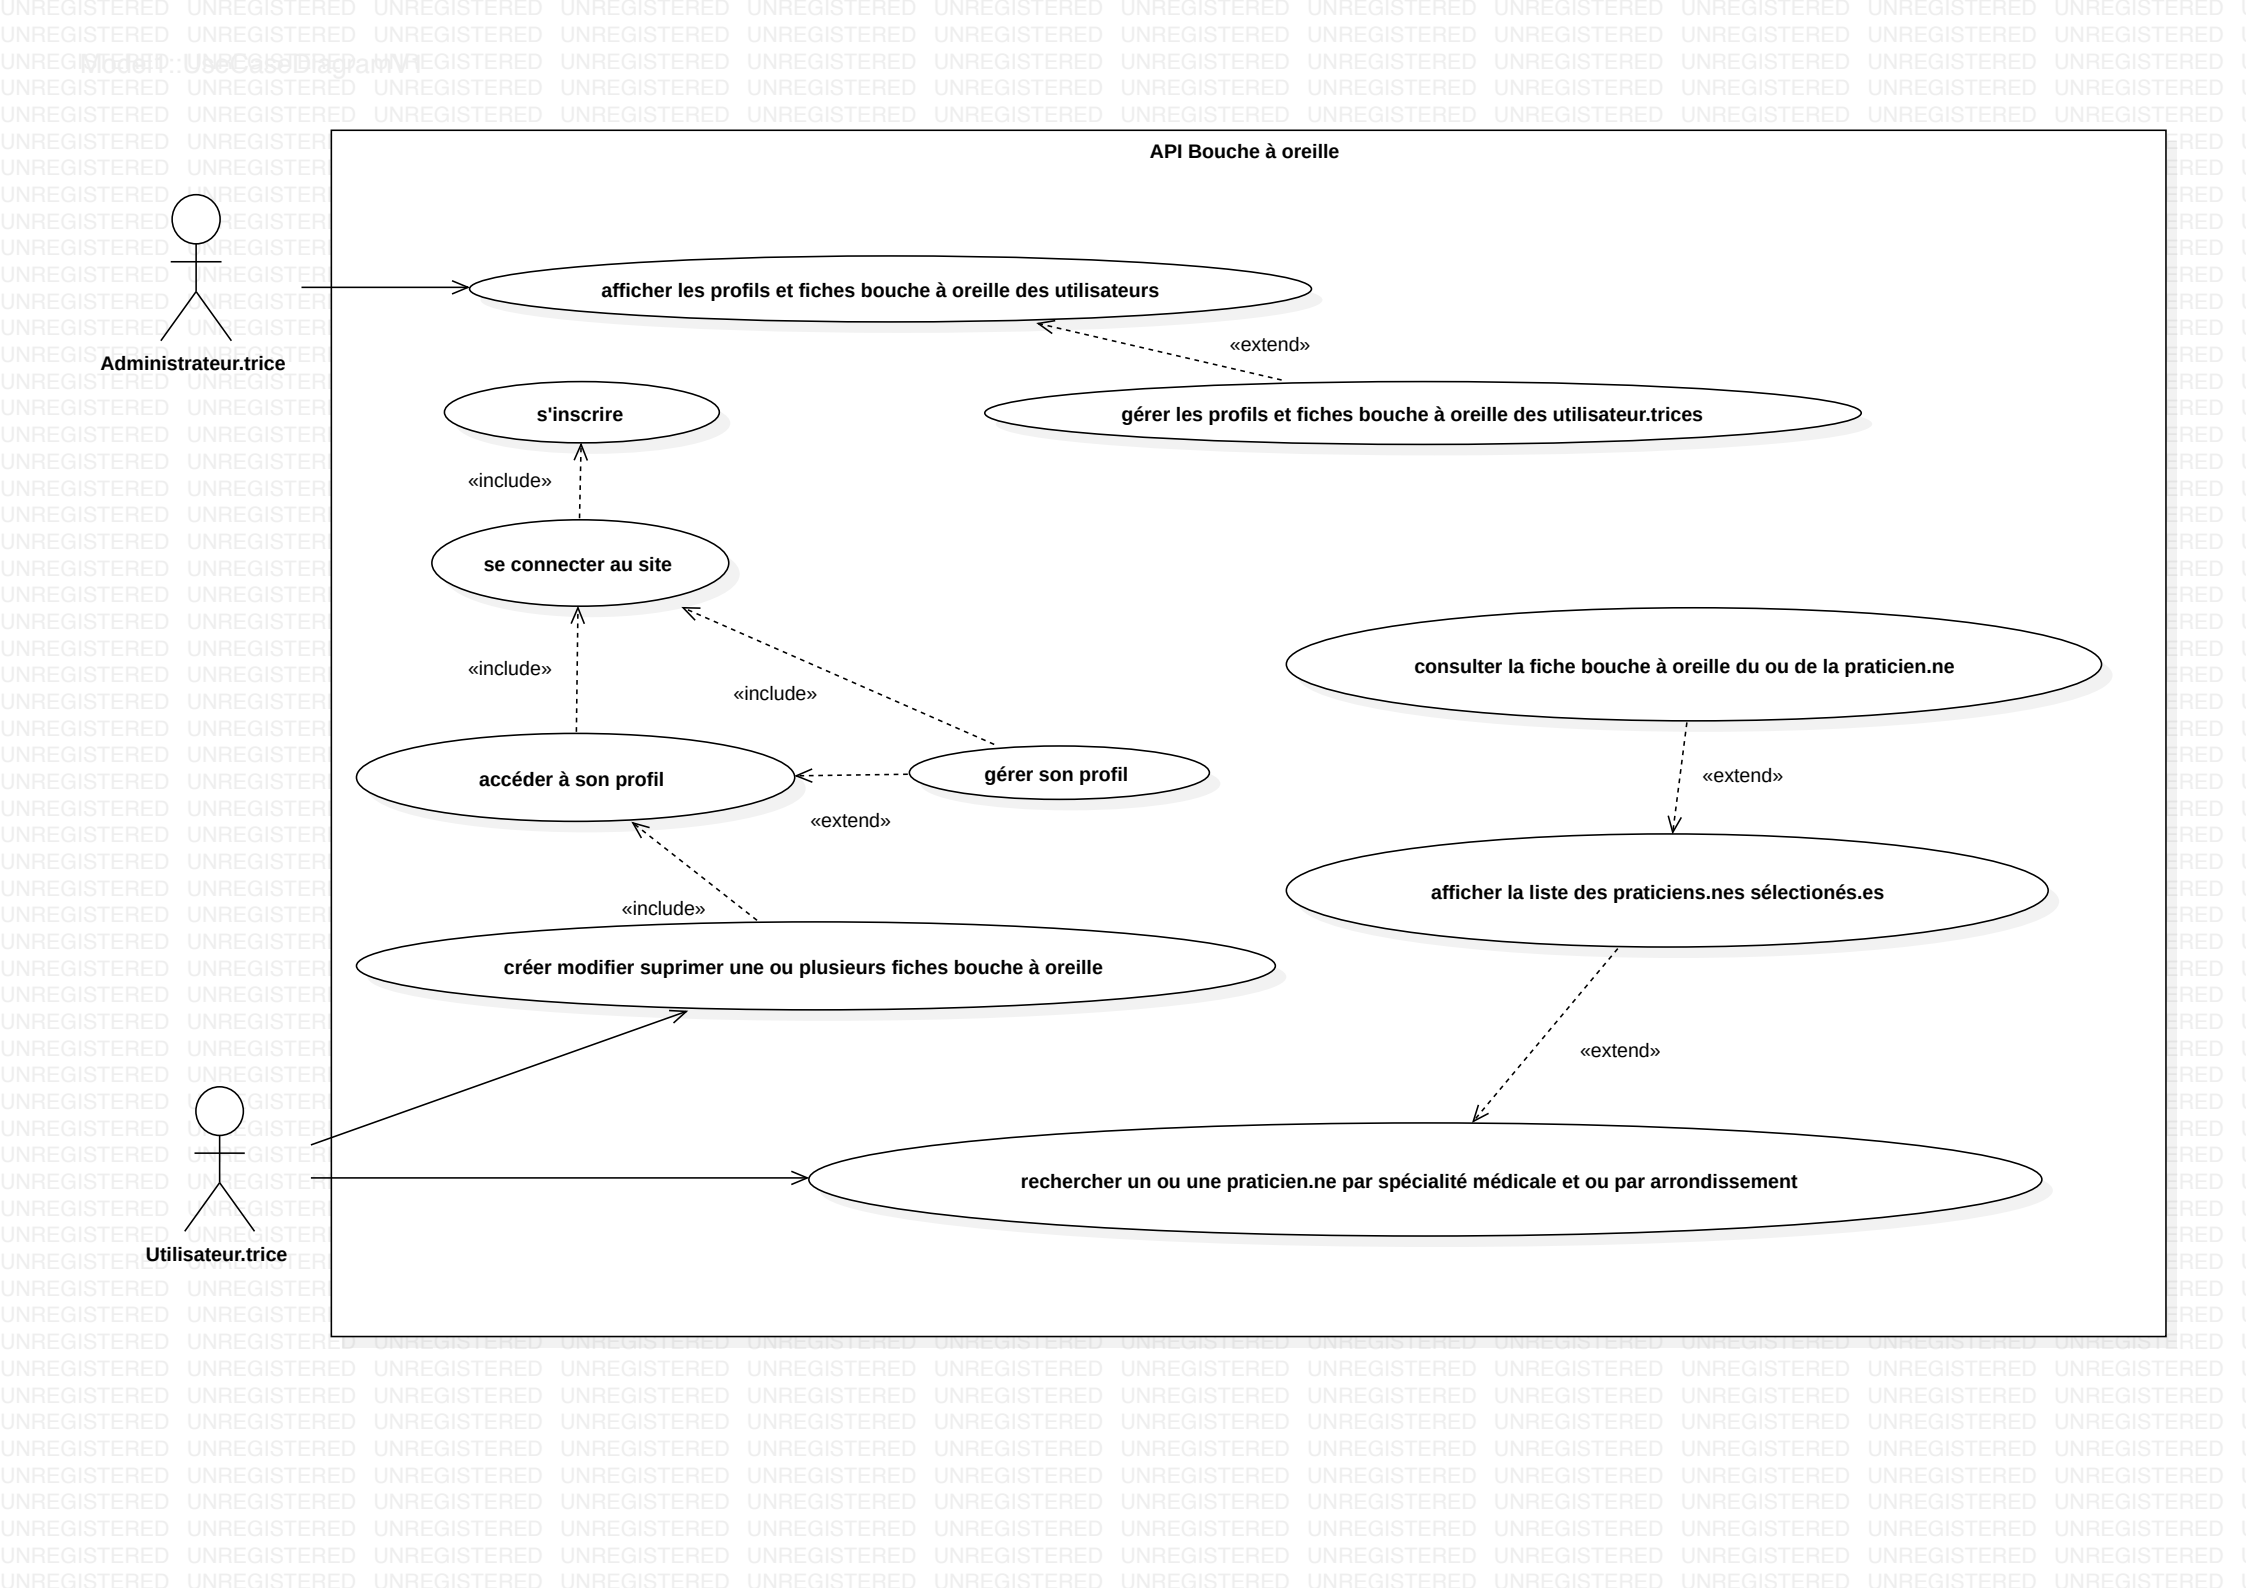 Model1::UseCaseDiagramV1
API Bouche à oreille
afficher les profils et fiches bouche à oreille des utilisateurs
Administrateur.trice
«extend»
s'inscrire
gérer les profils et fiches bouche à oreille des utilisateur.trices
«include»
se connecter au site
«include»
«include»
consulter la fiche bouche à oreille du ou de la praticien.ne
accéder à son profil
gérer son profil
«extend»
«extend»
afficher la liste des praticiens.nes sélectionés.es
«include»
créer modifier suprimer une ou plusieurs fiches bouche à oreille
«extend»
rechercher un ou une praticien.ne par spécialité médicale et ou par arrondissement
Utilisateur.trice
UNREGISTERED